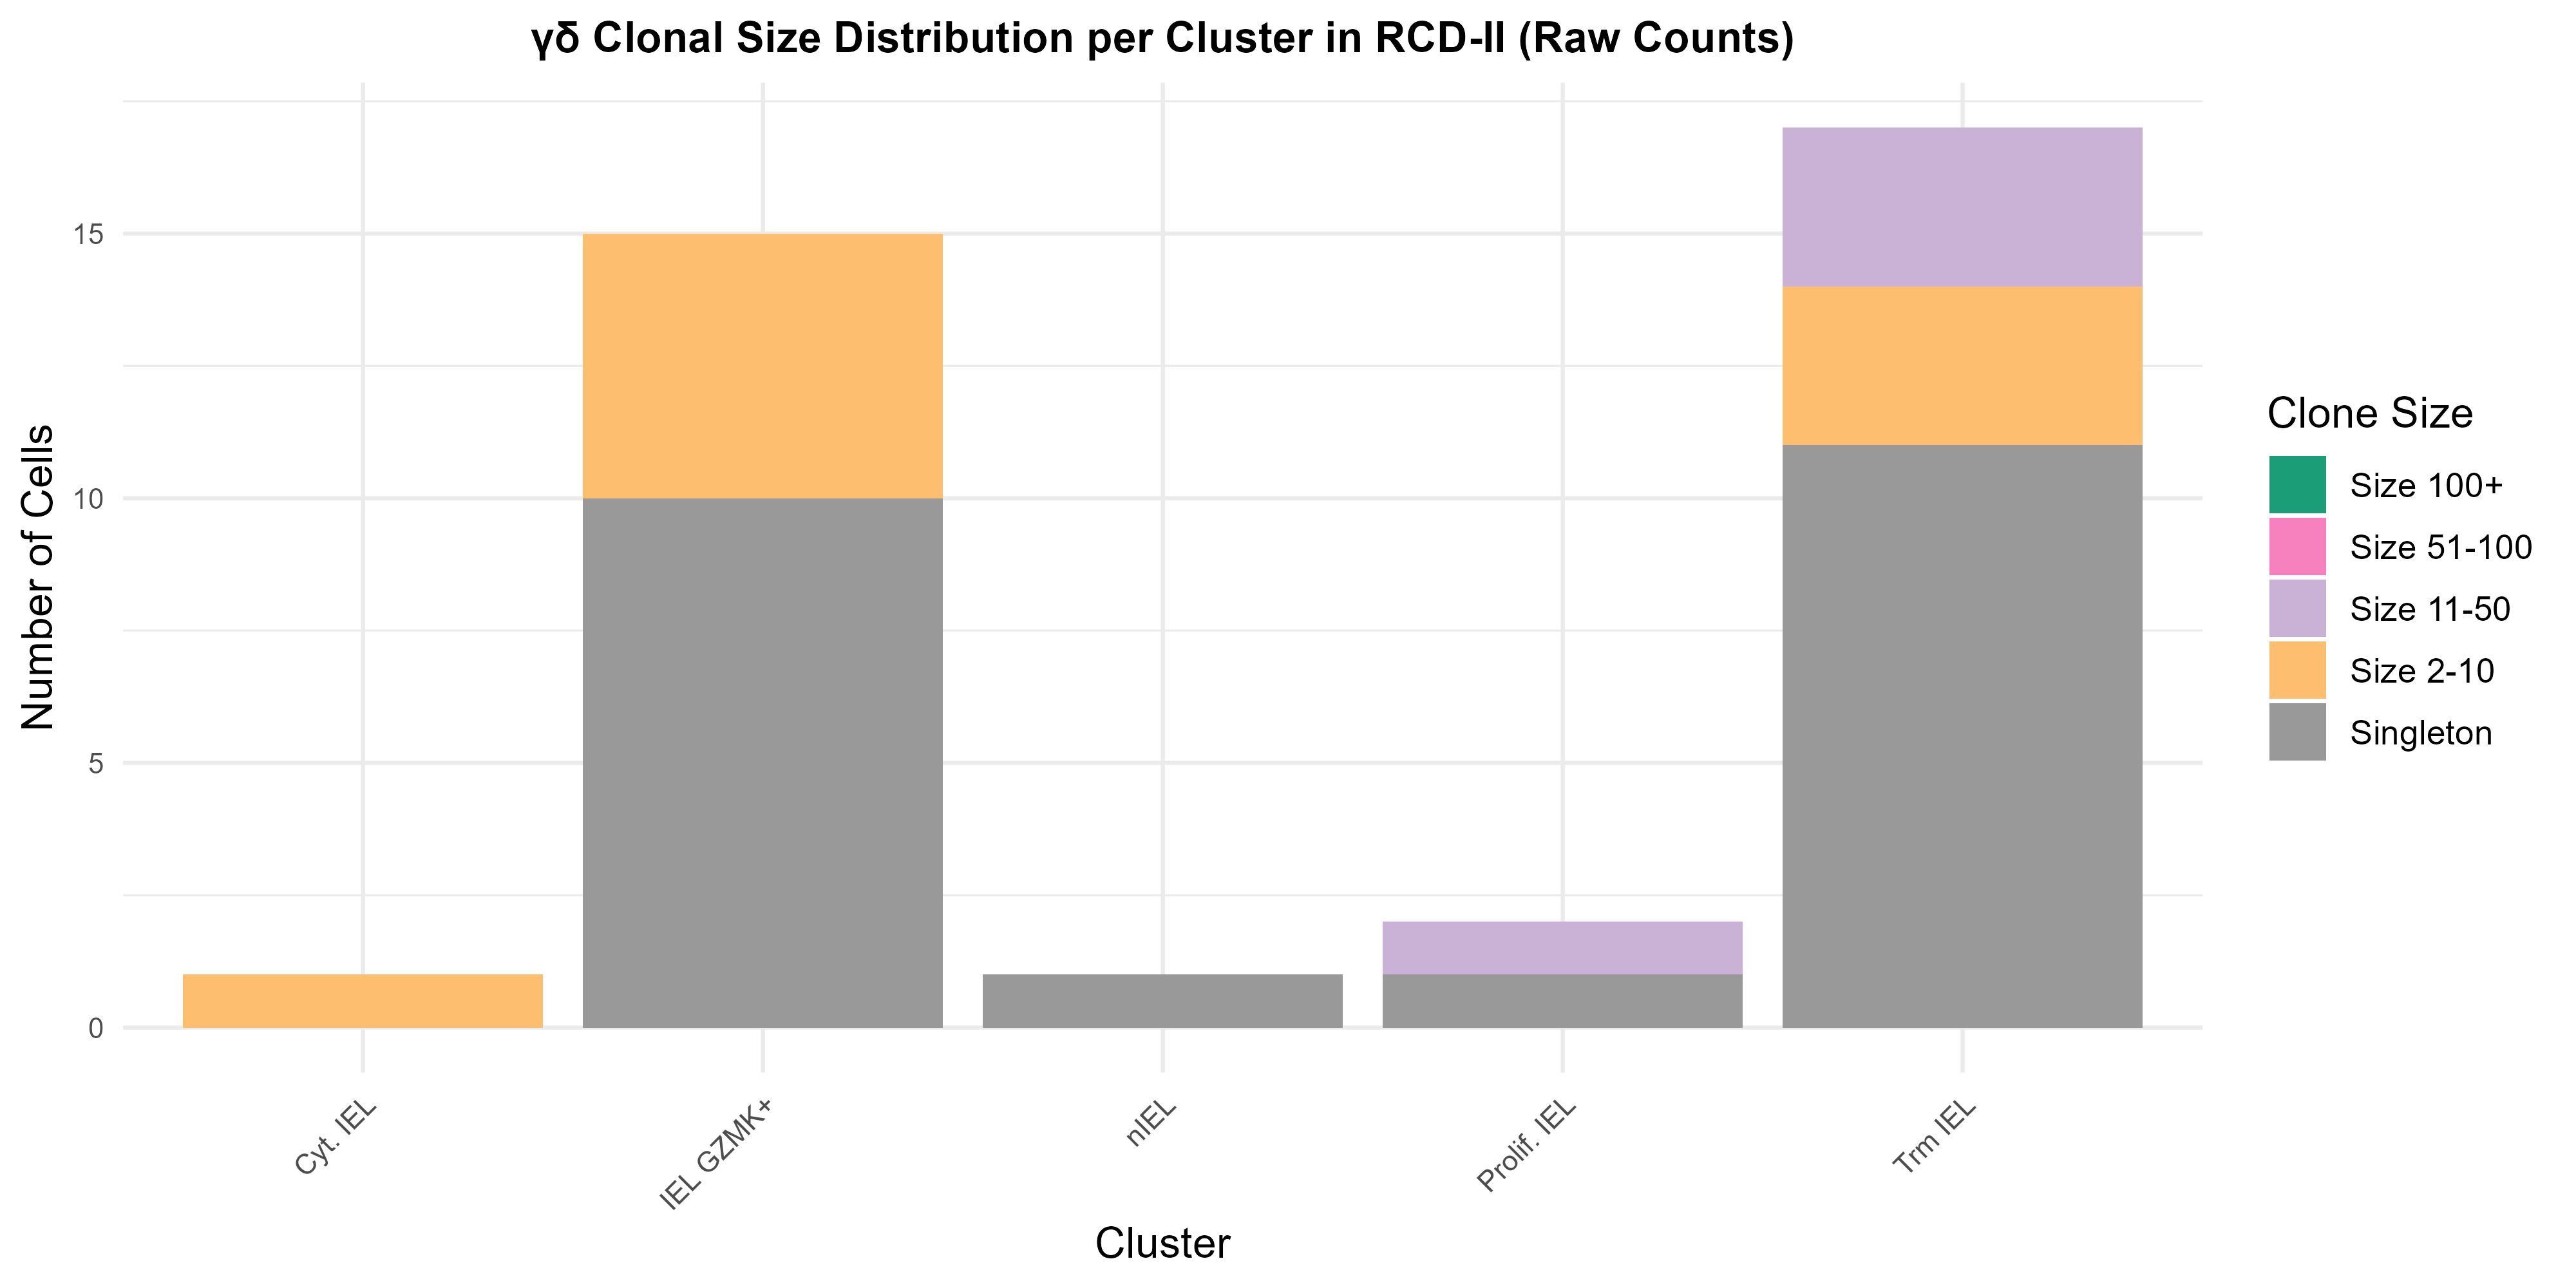 γδ Clonal Size Distribution per Cluster in RCD-II (Raw Counts)
Number of Cells
15
10
5
0
Cyt. IEL
IEL GZMK+
nIEL
Prolif. IEL
Trm IEL
Cluster
Clone Size
Size 100+
Size 51-100
Size 11-50
Size 2-10
Singleton